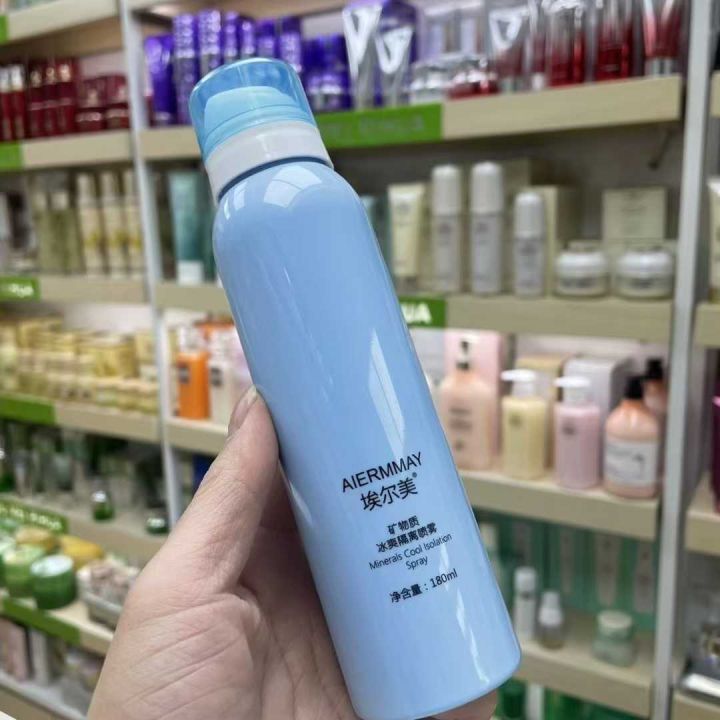 AIERMMAY
埃尔美®
矿物质
冰爽隔离喷雾
Minerals Cool Isolation
Spray
净含量：180ml